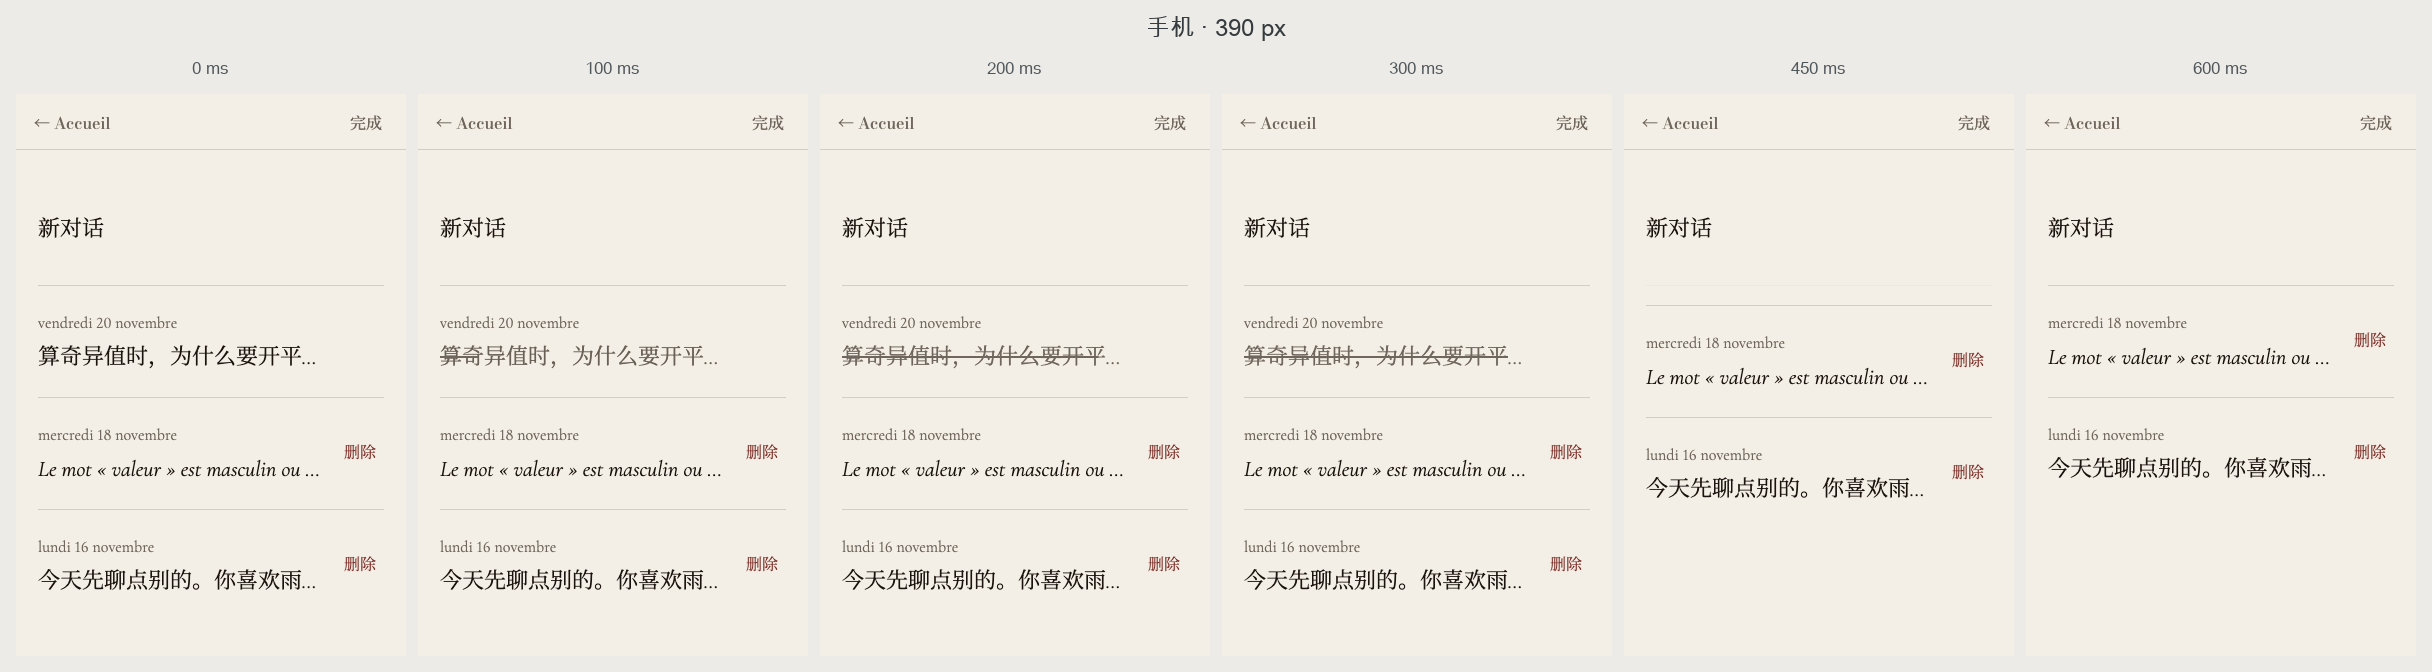 手机 · 390 px
0 ms
← Accueil
完成
新对话
vendredi 20 novembre
算奇异值时，为什么要开平…
mercredi 18 novembre
Le mot « valeur » est masculin ou …
删除
lundi 16 novembre
今天先聊点别的。你喜欢雨…
删除
100 ms
← Accueil
完成
新对话
vendredi 20 novembre
算奇异值时，为什么要开平…
mercredi 18 novembre
Le mot « valeur » est masculin ou …
删除
lundi 16 novembre
今天先聊点别的。你喜欢雨…
删除
200 ms
← Accueil
完成
新对话
vendredi 20 novembre
算奇异值时，为什么要开平…
mercredi 18 novembre
Le mot « valeur » est masculin ou …
删除
lundi 16 novembre
今天先聊点别的。你喜欢雨…
删除
300 ms
← Accueil
完成
新对话
vendredi 20 novembre
算奇异值时，为什么要开平…
mercredi 18 novembre
Le mot « valeur » est masculin ou …
删除
lundi 16 novembre
今天先聊点别的。你喜欢雨…
删除
450 ms
← Accueil
完成
新对话
mercredi 18 novembre
Le mot « valeur » est masculin ou …
删除
lundi 16 novembre
今天先聊点别的。你喜欢雨…
删除
600 ms
← Accueil
完成
新对话
mercredi 18 novembre
Le mot « valeur » est masculin ou …
删除
lundi 16 novembre
今天先聊点别的。你喜欢雨…
删除